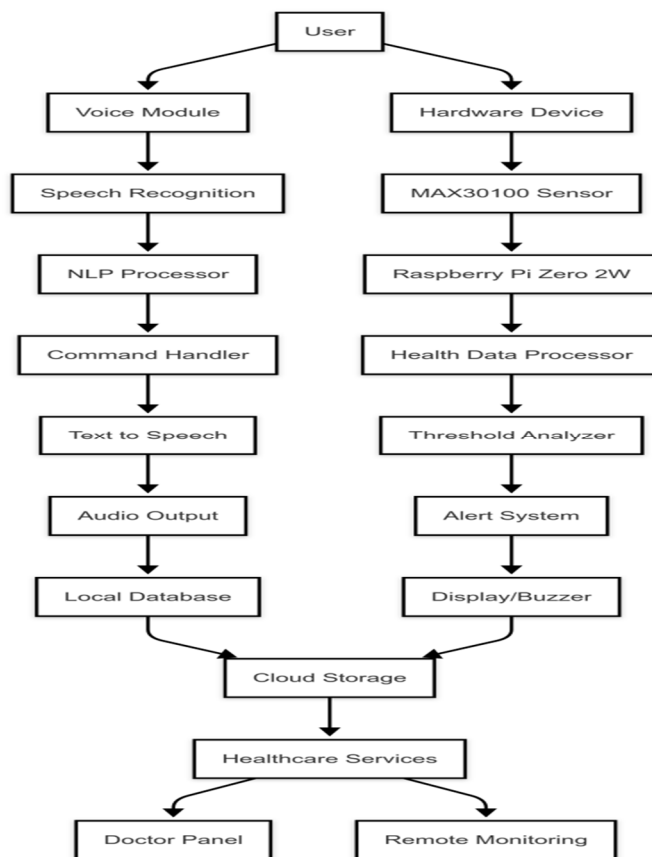 User
Voice Module
Hardware Device
Speech Recognition
MAX30100 Sensor
NLP Processor
Raspberry Pi Zero 2W
Command Handler
Health Data Processor
Text to Speech
Threshold Analyzer
Audio Output
Alert System
Local Database
Display/Buzzer
Cloud Storage
Healthcare Services
Doctor Panel
Remote Monitoring